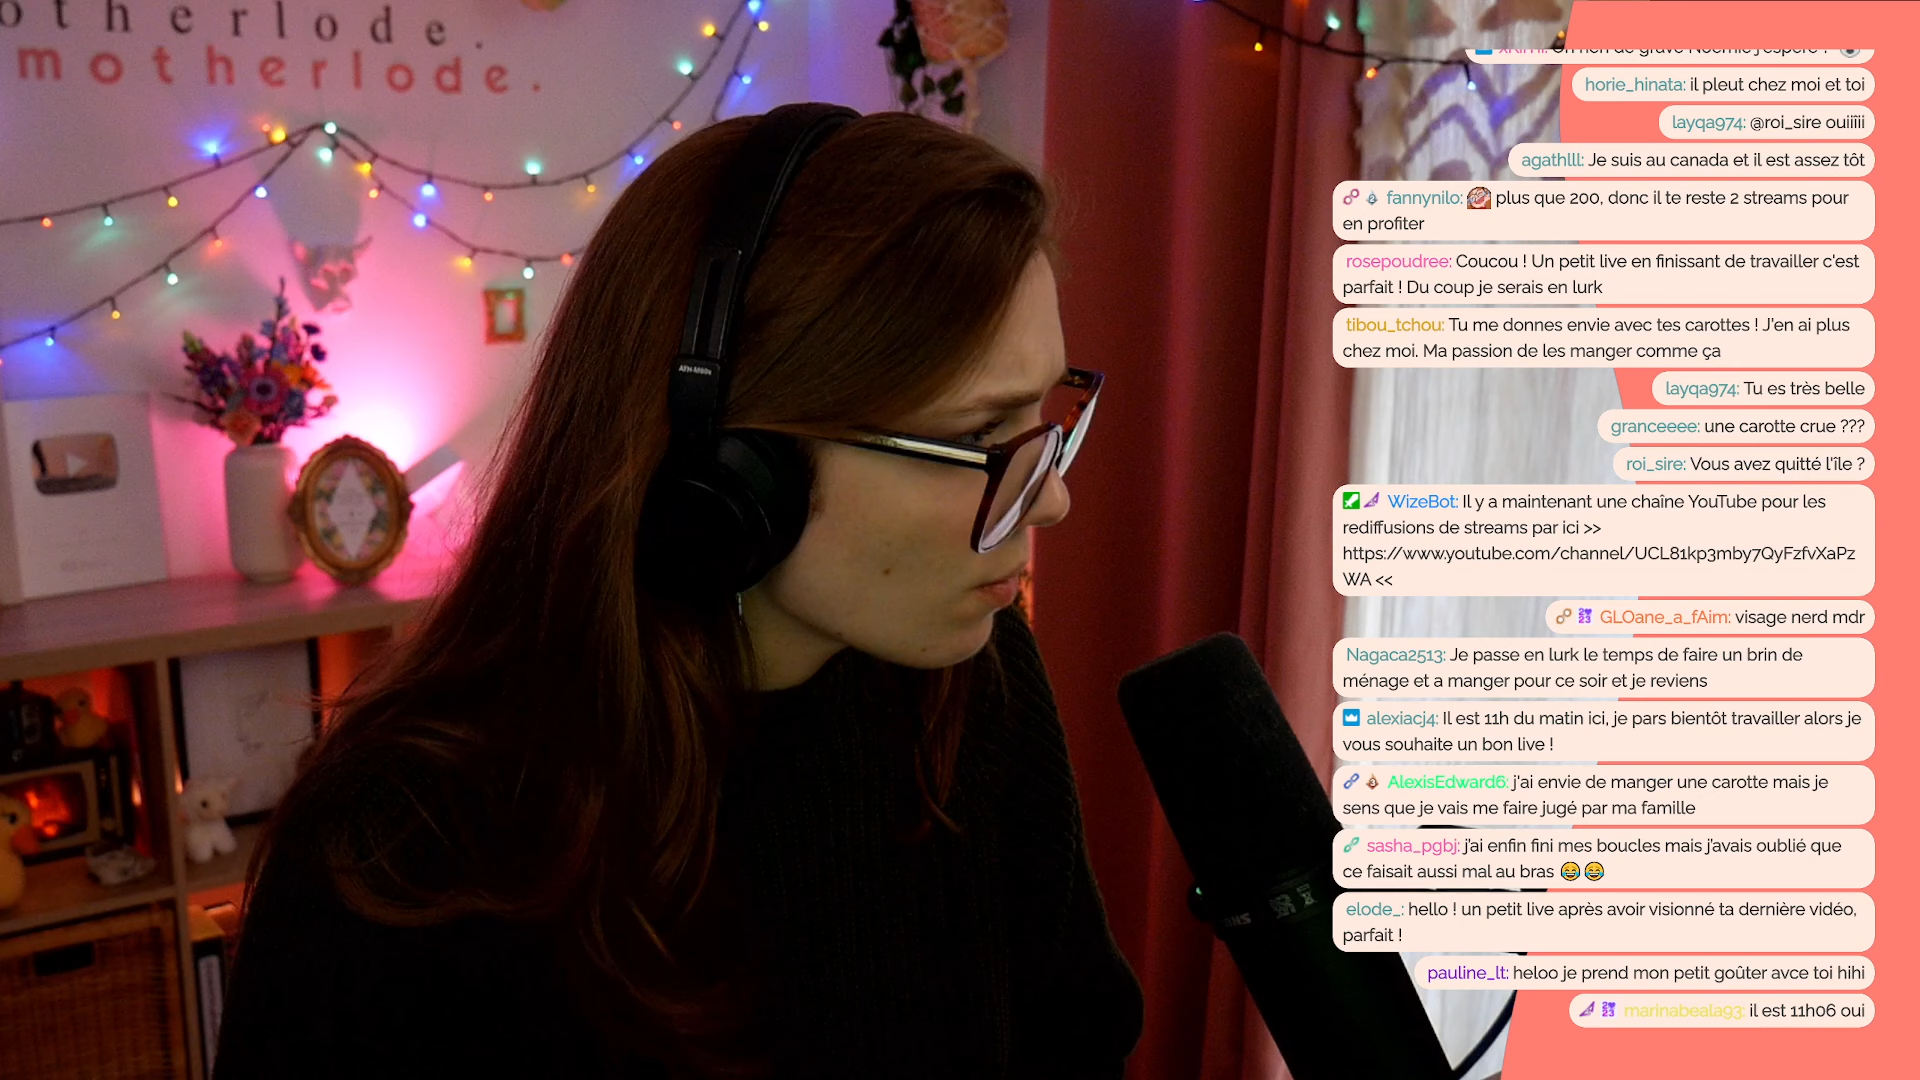 otherlode.
motherlode.
ATH-M50x
horie_hinata: il pleut chez moi et toi
layqa974: @roi_sire ouiiîii
agathlll: Je suis au canada et il est assez tôt
fannynilo: plus que 200, donc il te reste 2 streams pour
en profiter
rosepoudree: Coucou ! Un petit live en finissant de travailler c'est
parfait ! Du coup je serais en lurk
tibou_tchou: Tu me donnes envie avec tes carottes ! J'en ai plus
chez moi. Ma passion de les manger comme ça
layqa974: Tu es très belle
granceeee: une carotte crue ???
roi_sire: Vous avez quitté l'île ?
WizeBot: Il y a maintenant une chaîne YouTube pour les
rediffusions de streams par ici >>
https://www.youtube.com/channel/UCL81kp3mby7QyFzfvXaPz
WA <<
GLOane_a_fAim: visage nerd mdr
Nagaca2513: Je passe en lurk le temps de faire un brin de
ménage et a manger pour ce soir et je reviens
alexiacj4: Il est 11h du matin ici, je pars bientôt travailler alors je
vous souhaite un bon live !
AlexisEdward6: j'ai envie de manger une carotte mais je
sens que je vais me faire jugé par ma famille
sasha_pgbj: j'ai enfin fini mes boucles mais j'avais oublié que
ce faisait aussi mal au bras 😂 😂
elode_: hello ! un petit live après avoir visionné ta dernière vidéo,
parfait !
pauline_lt: heloo je prend mon petit goûter avce toi hihi
marinabeala93: il est 11h06 oui